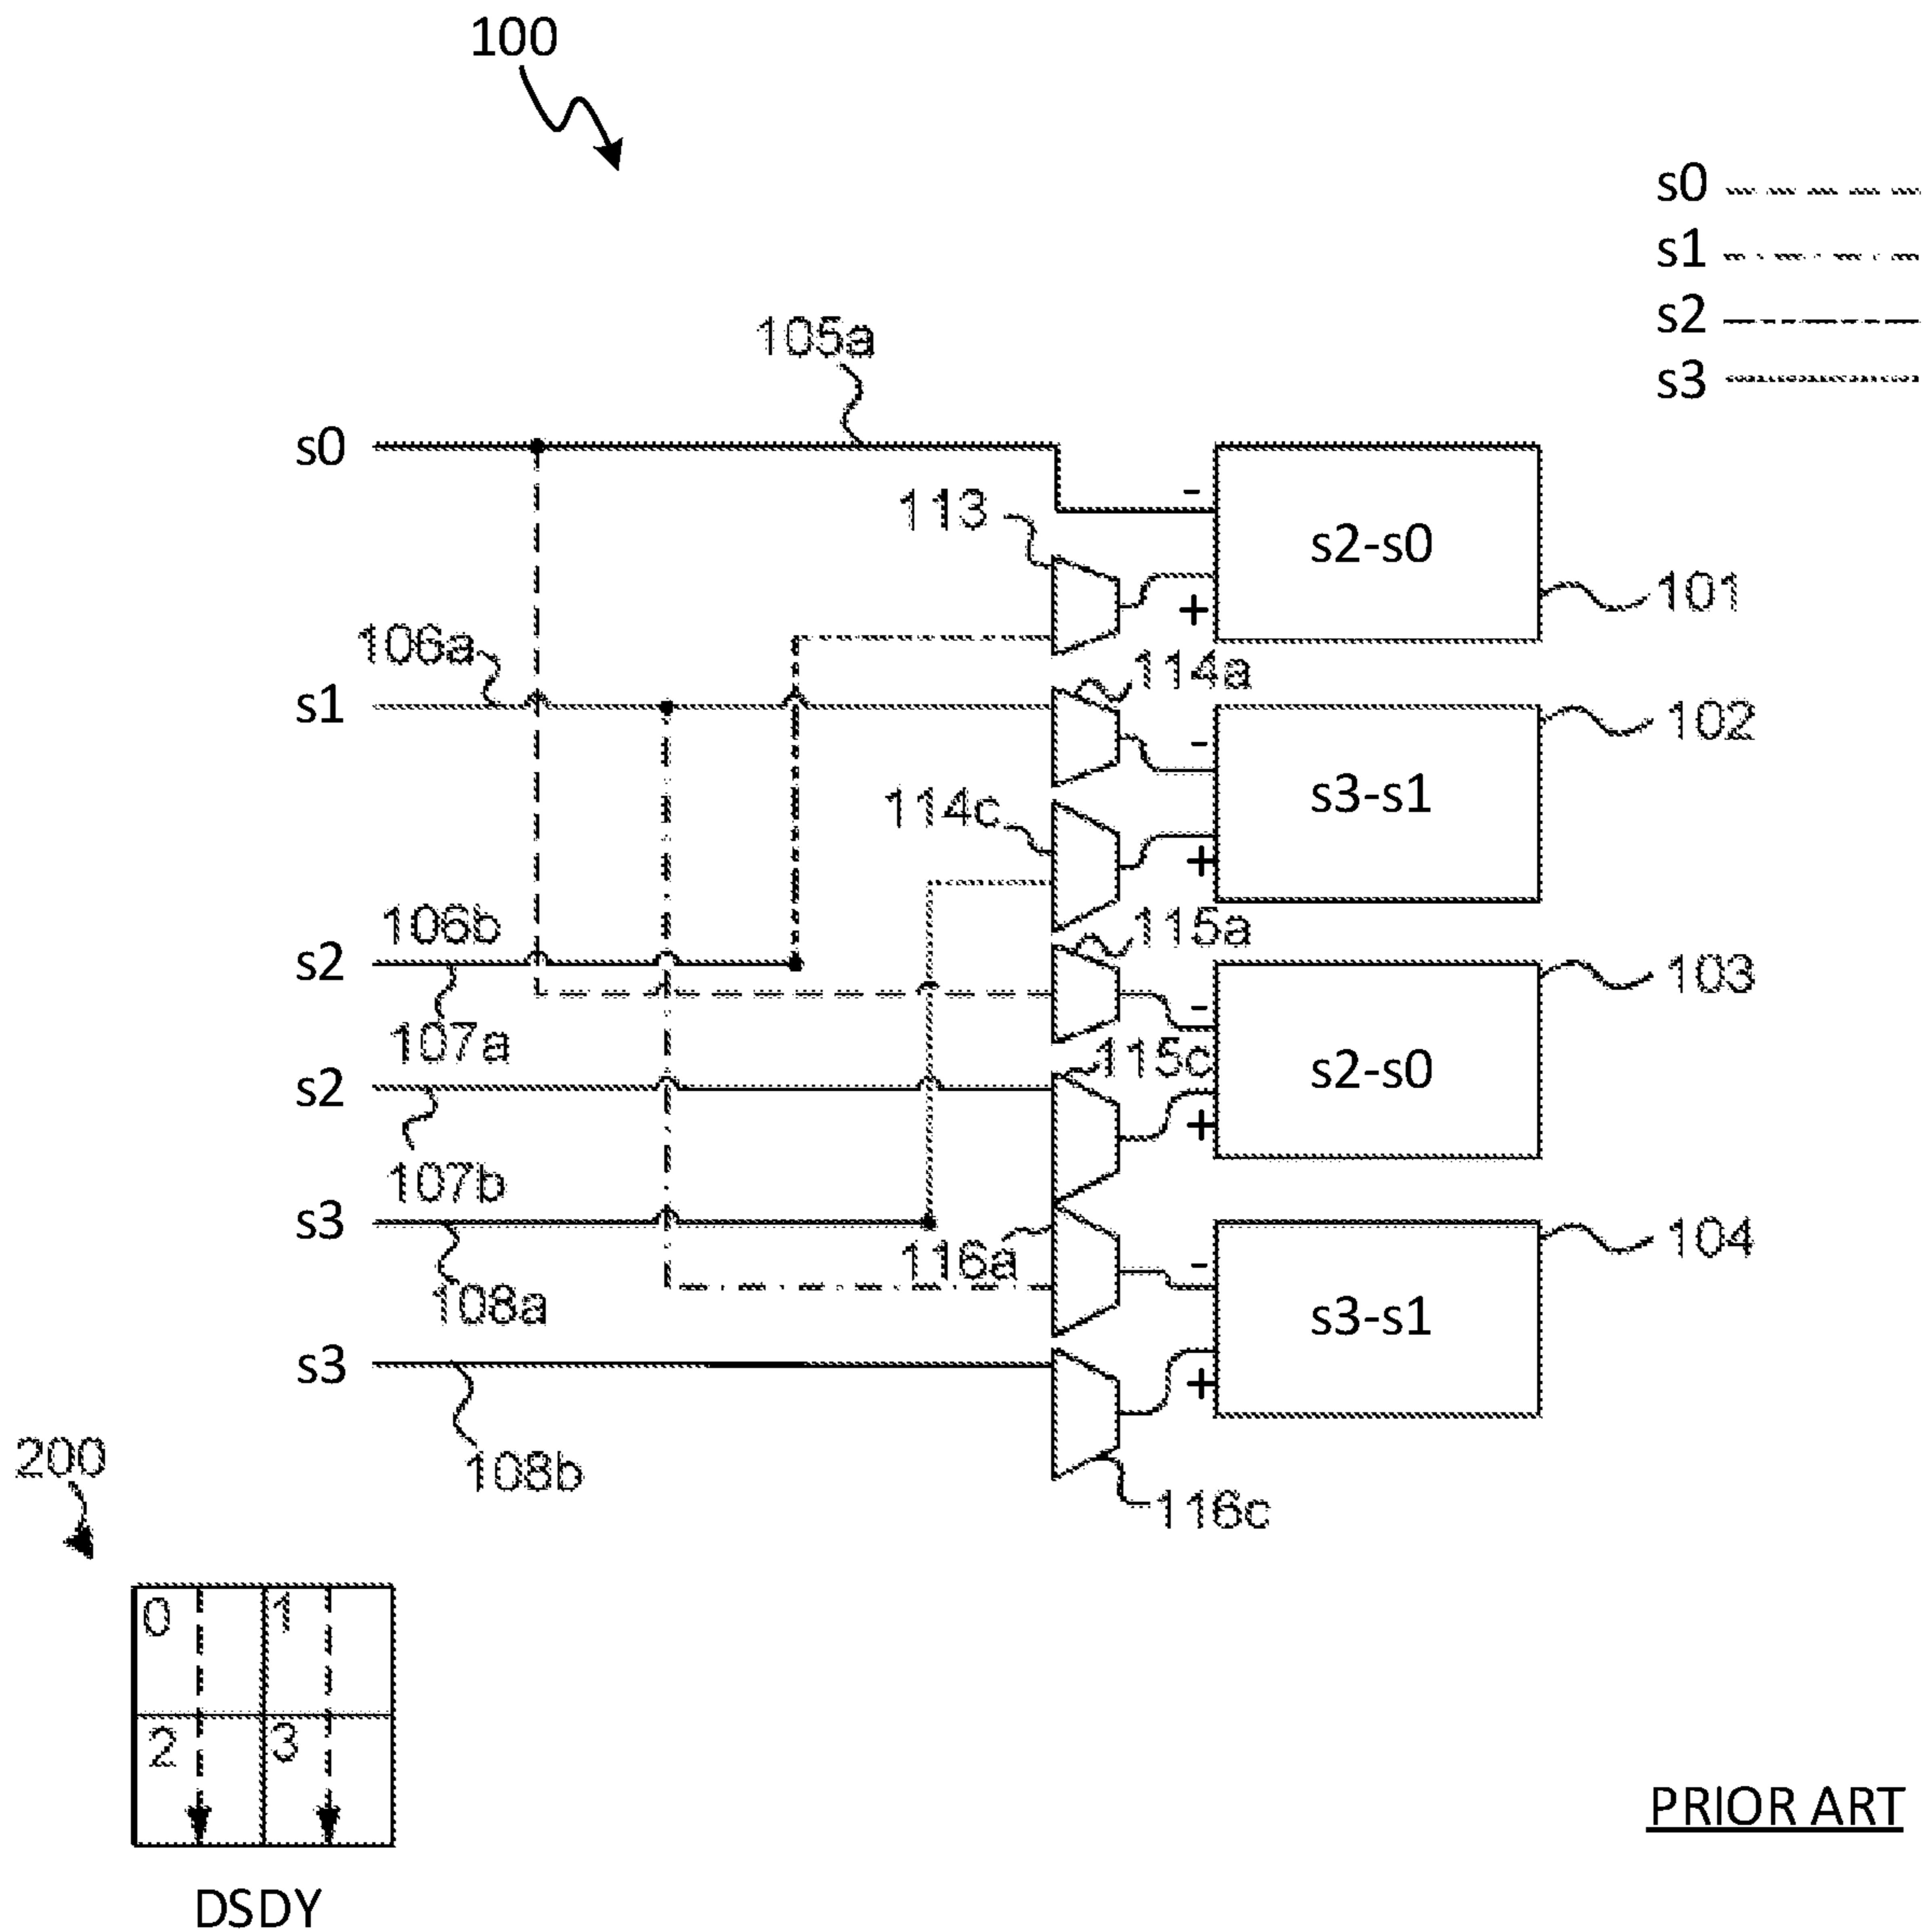 100
s0
s1
s2
s3
105a
s0
113
-
s2-s0
+
101
106a
s1
114a
-
102
s3-s1
114c
+
106b
s2
115a
103
107a
-
s2
115c
s2-s0
+
107b
s3
116a
104
-
108a
s3-s1
s3
+
200
108b
116c
0 1
2 3
PRIOR ART
DSDY